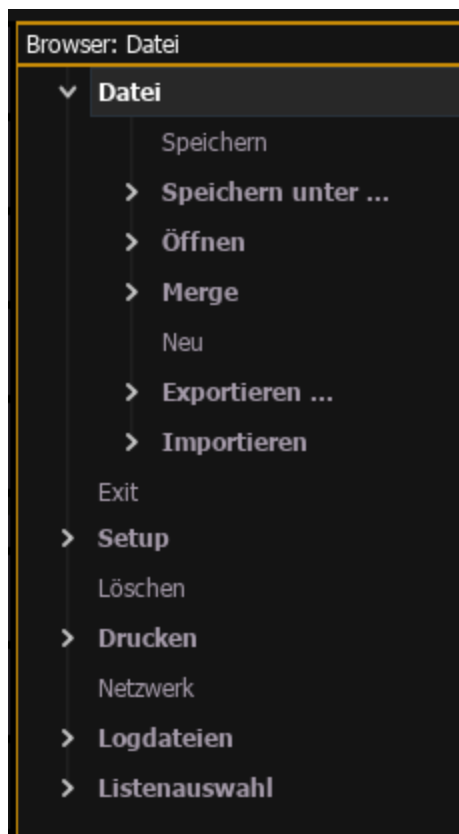 Browser: Datei
Datei
Speichern
Speichern unter ...
Öffnen
Merge
Neu
Exportieren ...
Importieren
Exit
Setup
Löschen
Drucken
Netzwerk
Logdateien
Listenauswahl